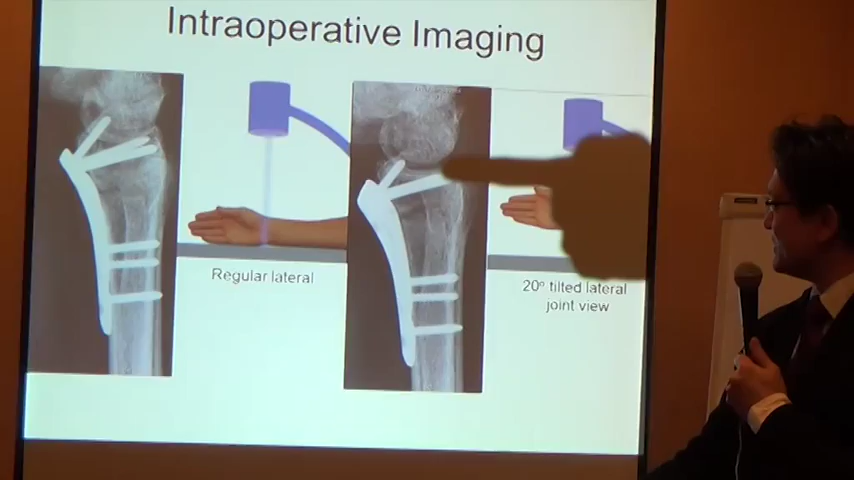 Intraoperative Imaging
Regular lateral
20° tilted lateral
joint view